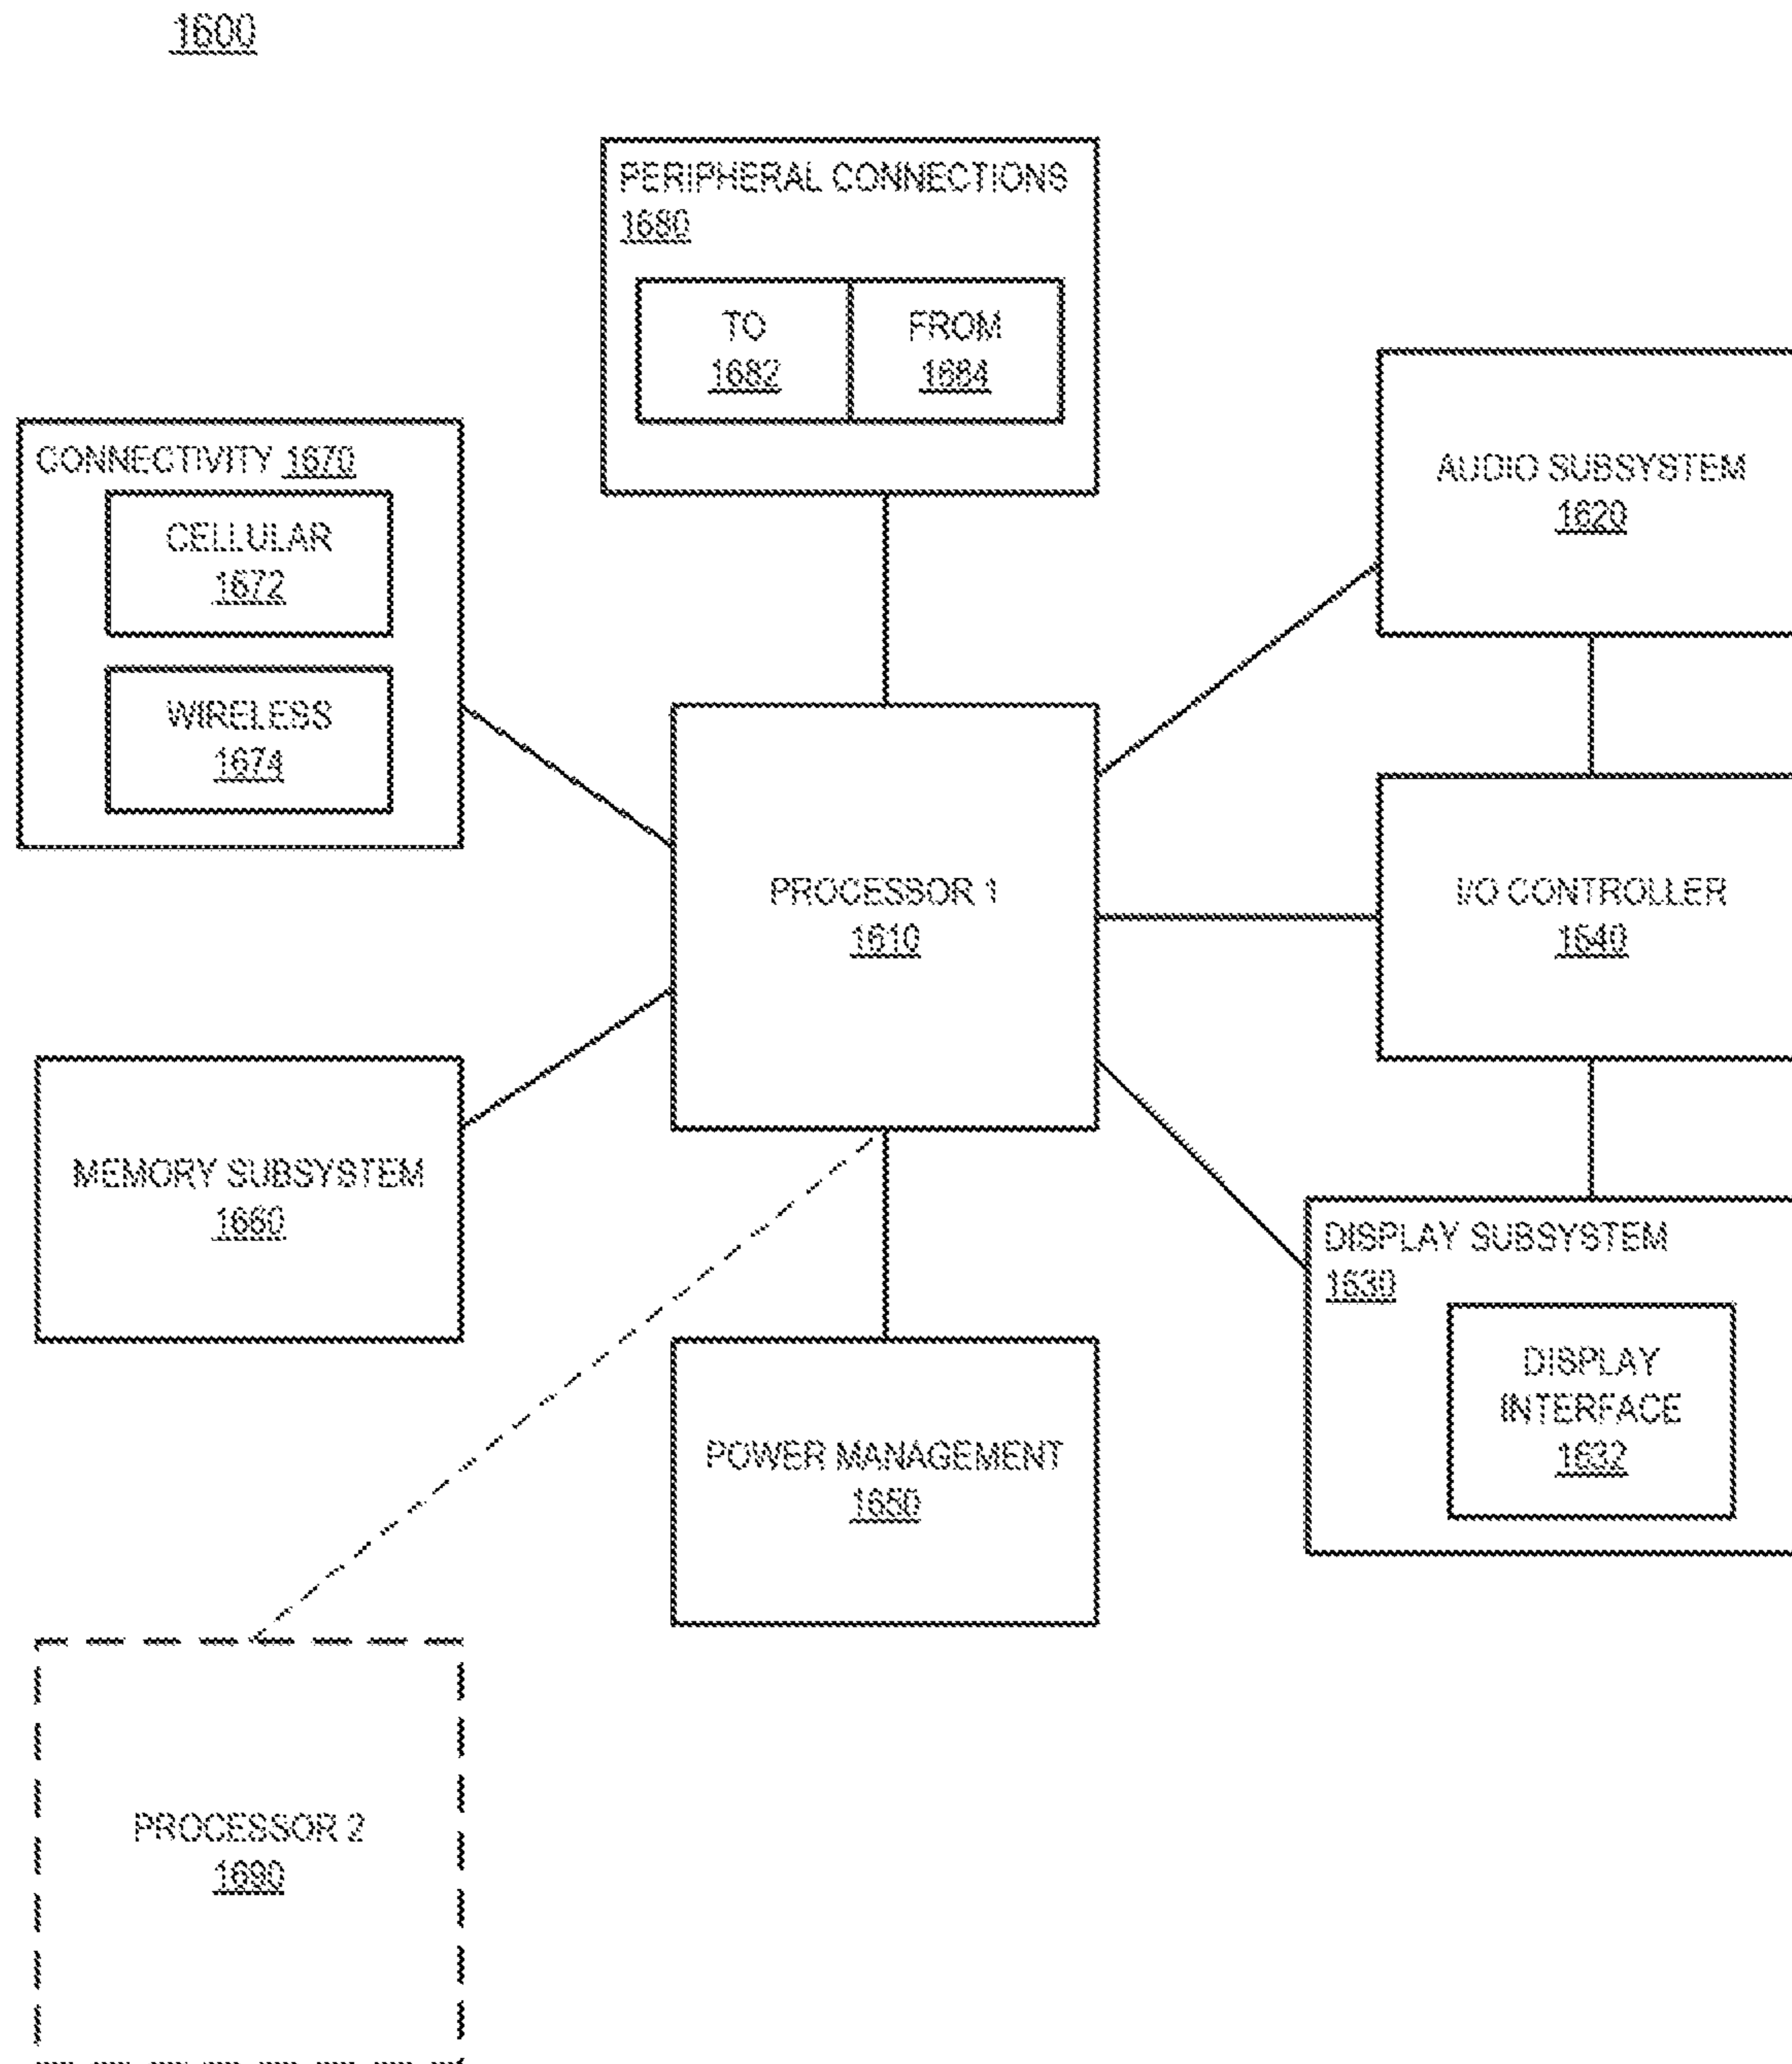 1600
PERIPHERAL CONNECTIONS
1680
TO
1682
FROM
1684
CONNECTIVITY 1670
CELLULAR
1672
WIRELESS
1674
AUDIO SUBSYSTEM
1620
PROCESSOR 1
1610
I/O CONTROLLER
1640
MEMORY SUBSYSTEM
1660
DISPLAY SUBSYSTEM
1630
DISPLAY
INTERFACE
1632
POWER MANAGEMENT
1650
PROCESSOR 2
1690